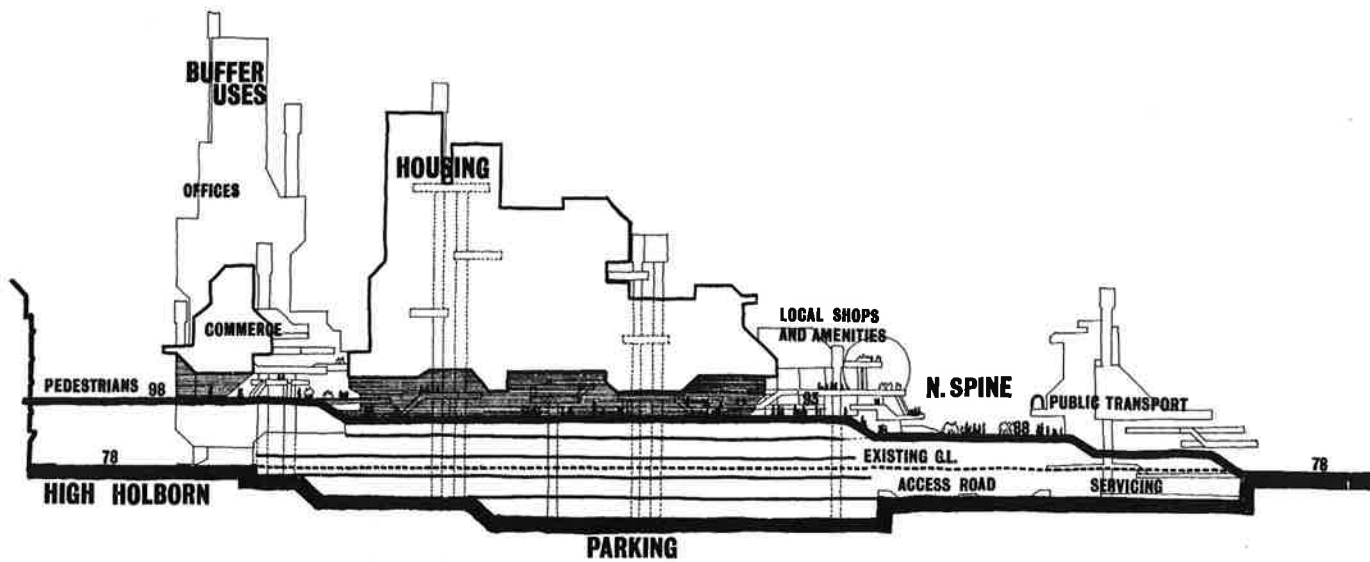 BUFFER
USES
OFFICES
HOUSING
COMMERCE
LOCAL SHOPS
AND AMENITIES
PEDESTRIANS 98
95
N. SPINE
PUBLIC TRANSPORT
88
EXISTING G.L.
78
78
HIGH HOLBORN
ACCESS ROAD
SERVICING
PARKING